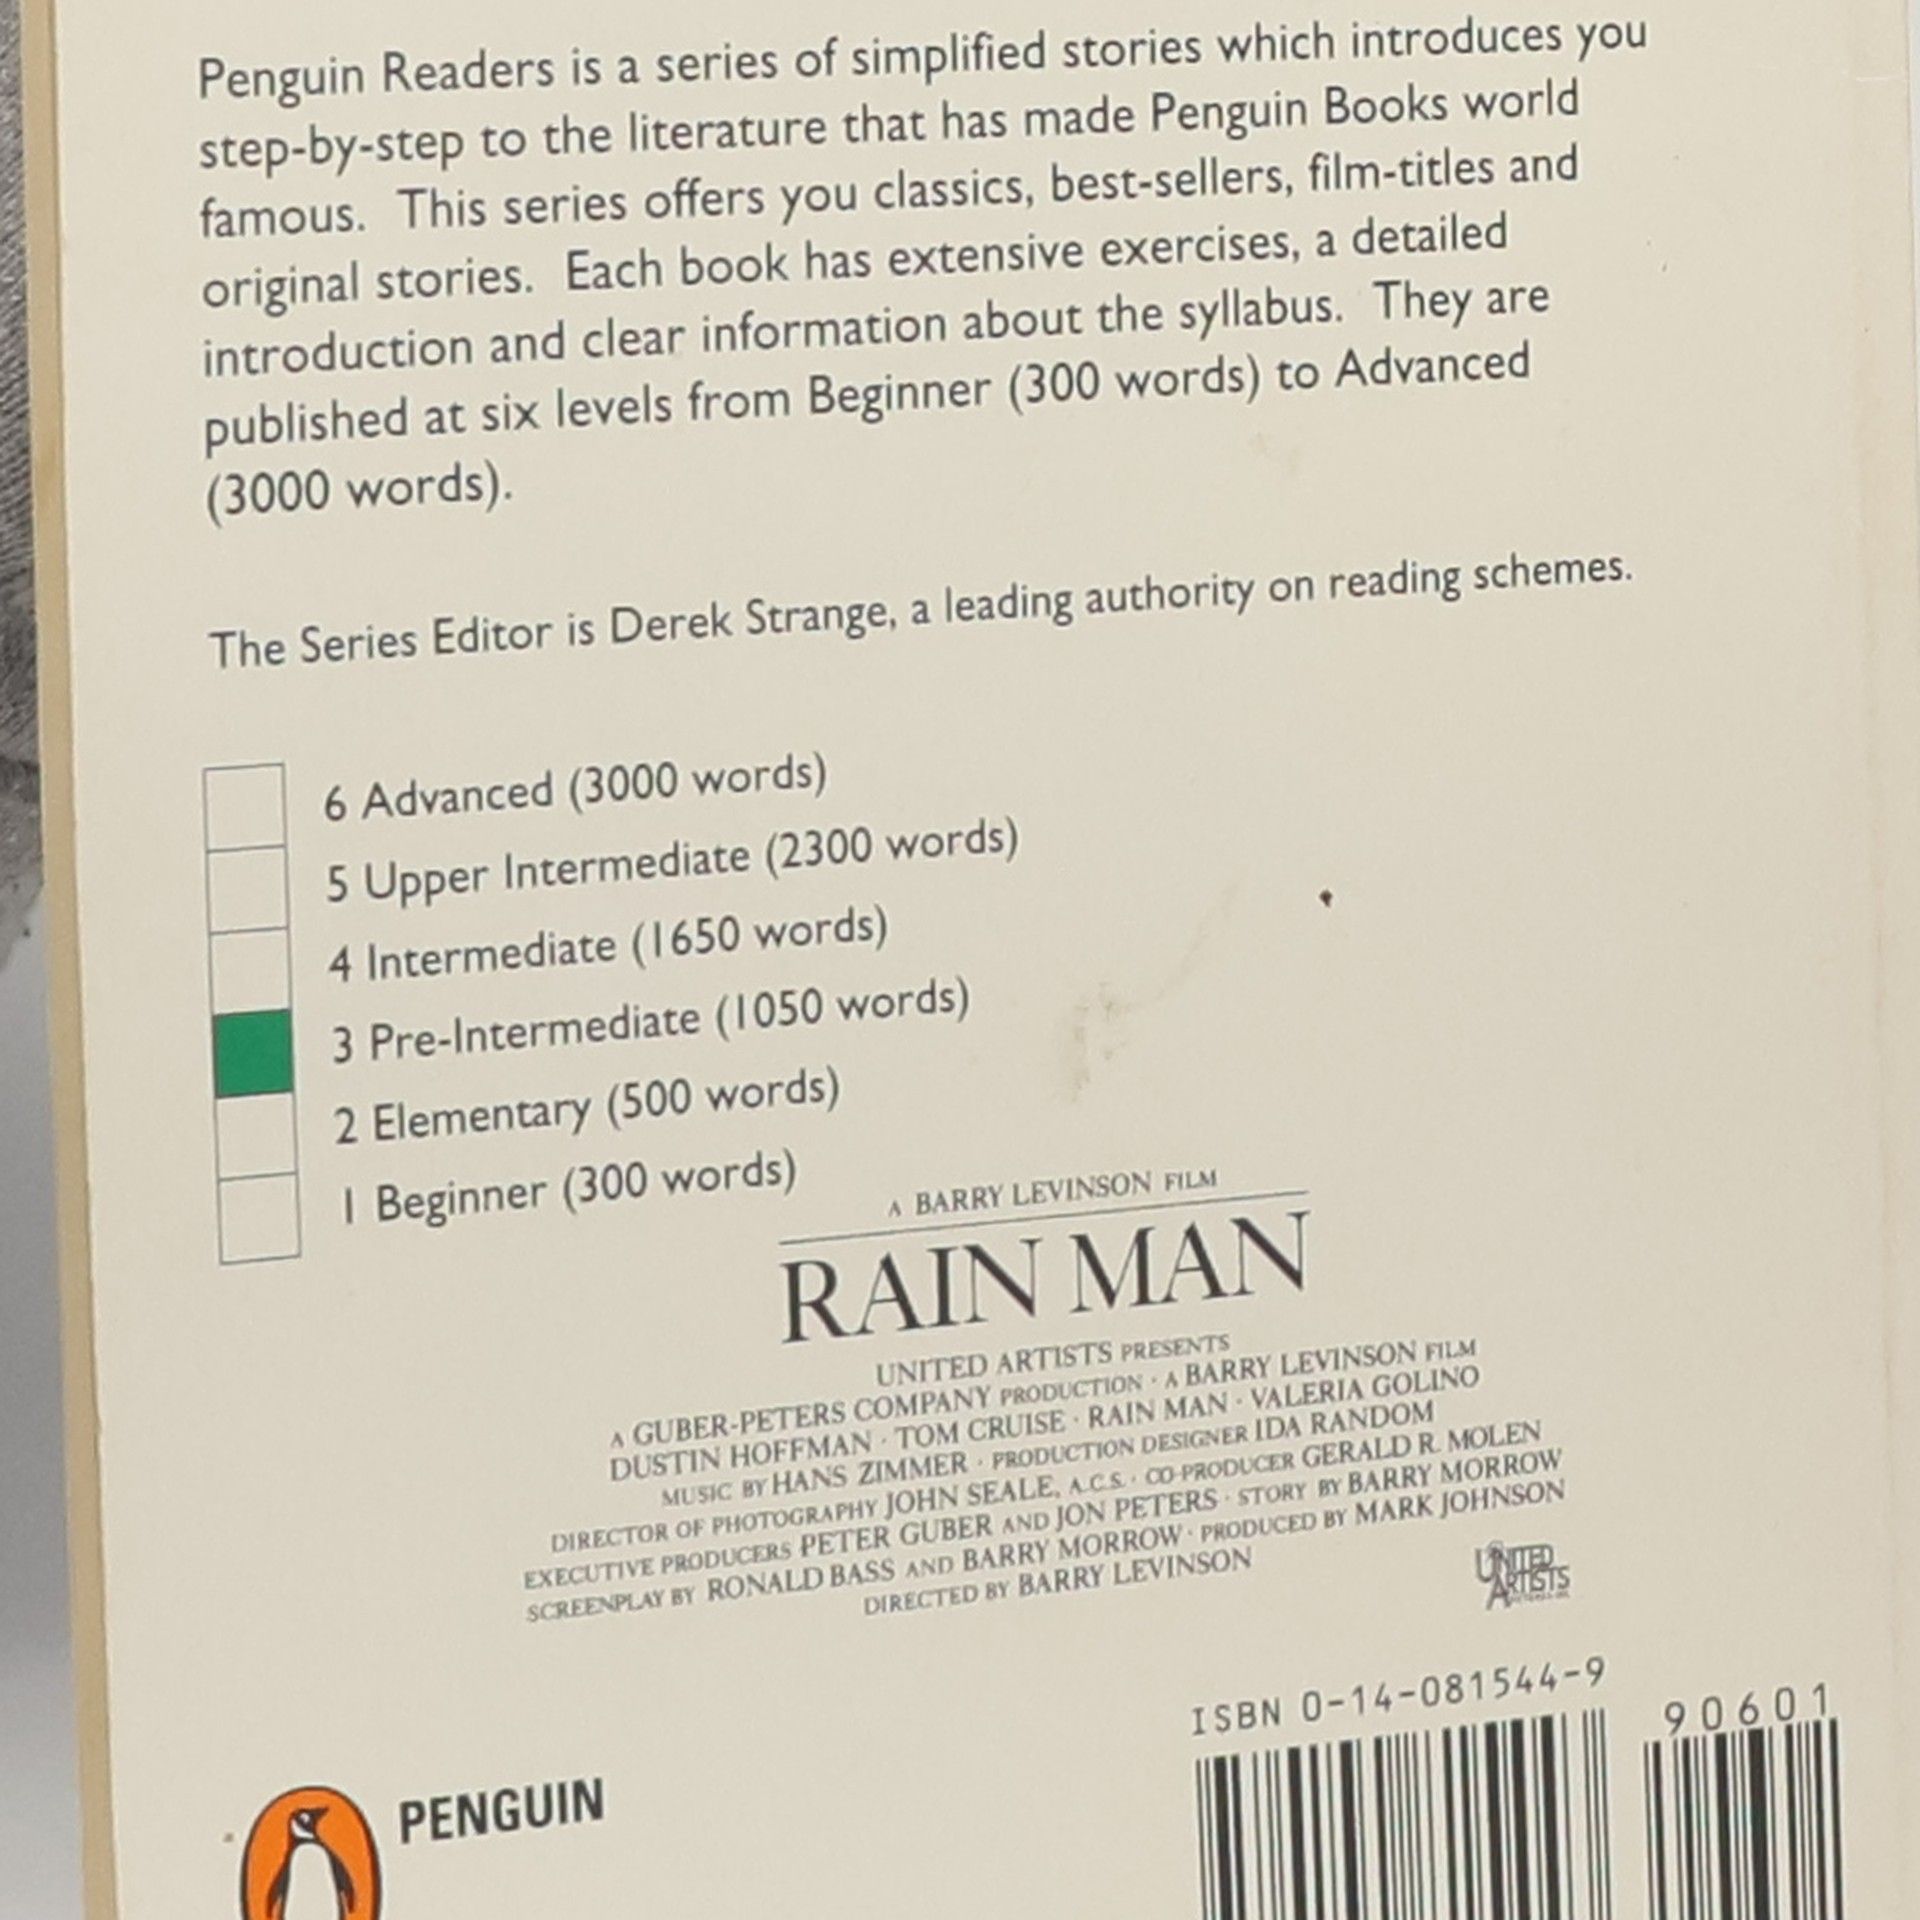 Penguin Readers is a series of simplified stories which introduces you
step-by-step to the literature that has made Penguin Books world
famous. This series offers you classics, best-sellers, film-titles and
original stories. Each book has extensive exercises, a detailed
introduction and clear information about the syllabus. They are
published at six levels from Beginner (300 words) to Advanced
(3000 words).
The Series Editor is Derek Strange, a leading authority on reading schemes.
6 Advanced (3000 words)
5 Upper Intermediate (2300 words)
4 Intermediate (1650 words)
3 Pre-Intermediate (1050 words)
2 Elementary (500 words)
1 Beginner (300 words)
A BARRY LEVINSON FILM
RAIN MAN
UNITED ARTISTS PRESENTS
A GUBER-PETERS COMPANY PRODUCTION · A BARRY LEVINSON FILM
DUSTIN HOFFMAN · TOM CRUISE · RAIN MAN · VALERIA GOLINO
MUSIC BY HANS ZIMMER · PRODUCTION DESIGNER IDA RANDOM
DIRECTOR OF PHOTOGRAPHY JOHN SEALE, A.C.S. · CO-PRODUCER GERALD R. MOLEN
EXECUTIVE PRODUCERS PETER GUBER AND JON PETERS · STORY BY BARRY MORROW
SCREENPLAY BY RONALD BASS AND BARRY MORROW · PRODUCED BY MARK JOHNSON
DIRECTED BY BARRY LEVINSON
UNITED
ARTISTS
ISBN 0-14-081544-9
90601
PENGUIN